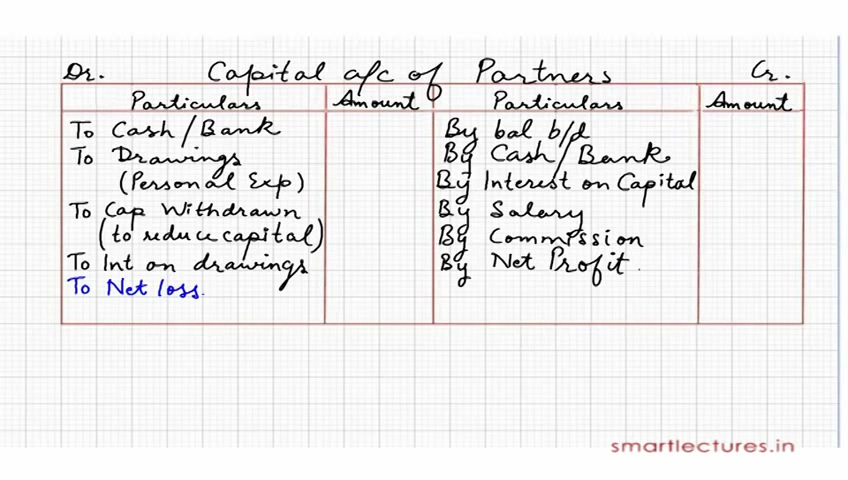 Dr. Capital a/c of Partners Cr.
Particulars Amount Particulars Amount
To Cash/Bank
To Drawings
(Personal Exp)
To Cap Withdrawn
(to reduce capital)
To Int on drawings
To Net loss.
By bal b/d
By Cash/Bank
By Interest on Capital
By Salary
By Commission
By Net Profit.
smartlectures.in